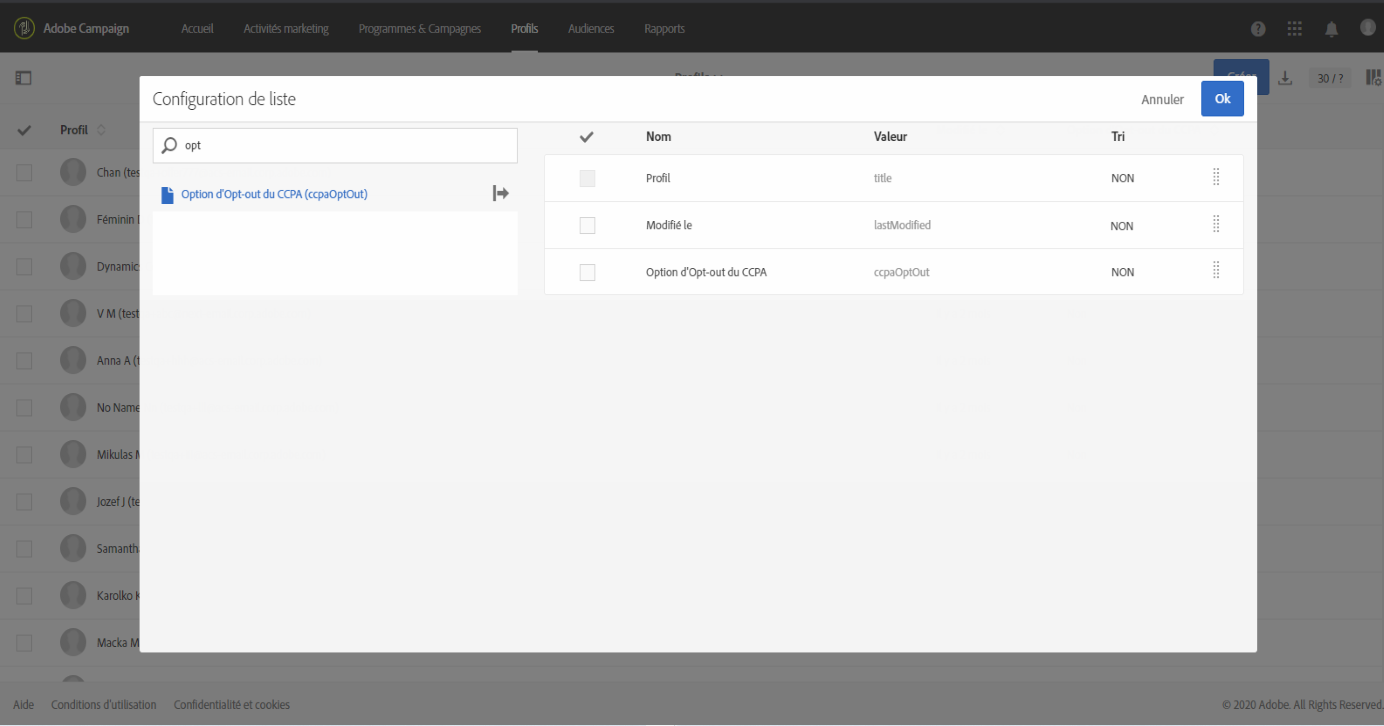 Adobe Campaign Accueil Activités marketing Programmes & Campagnes Profils Audiences Rapports
30 / ?
Configuration de liste Annuler Ok
Profil
opt
Nom Valeur Tri
Chan (tes
Option d'Opt-out du CCPA (ccpaOptOut)
Profil title NON
Féminin
Modifié le lastModified NON
Dynamic
Option d'Opt-out du CCPA ccpaOptOut NON
V M (test
Anna A (t
No Name
Mikulas
Jozef J (te
Samanth
Karolko
Macka M
Aide Conditions d'utilisation Confidentialité et cookies © 2020 Adobe. All Rights Reserved.